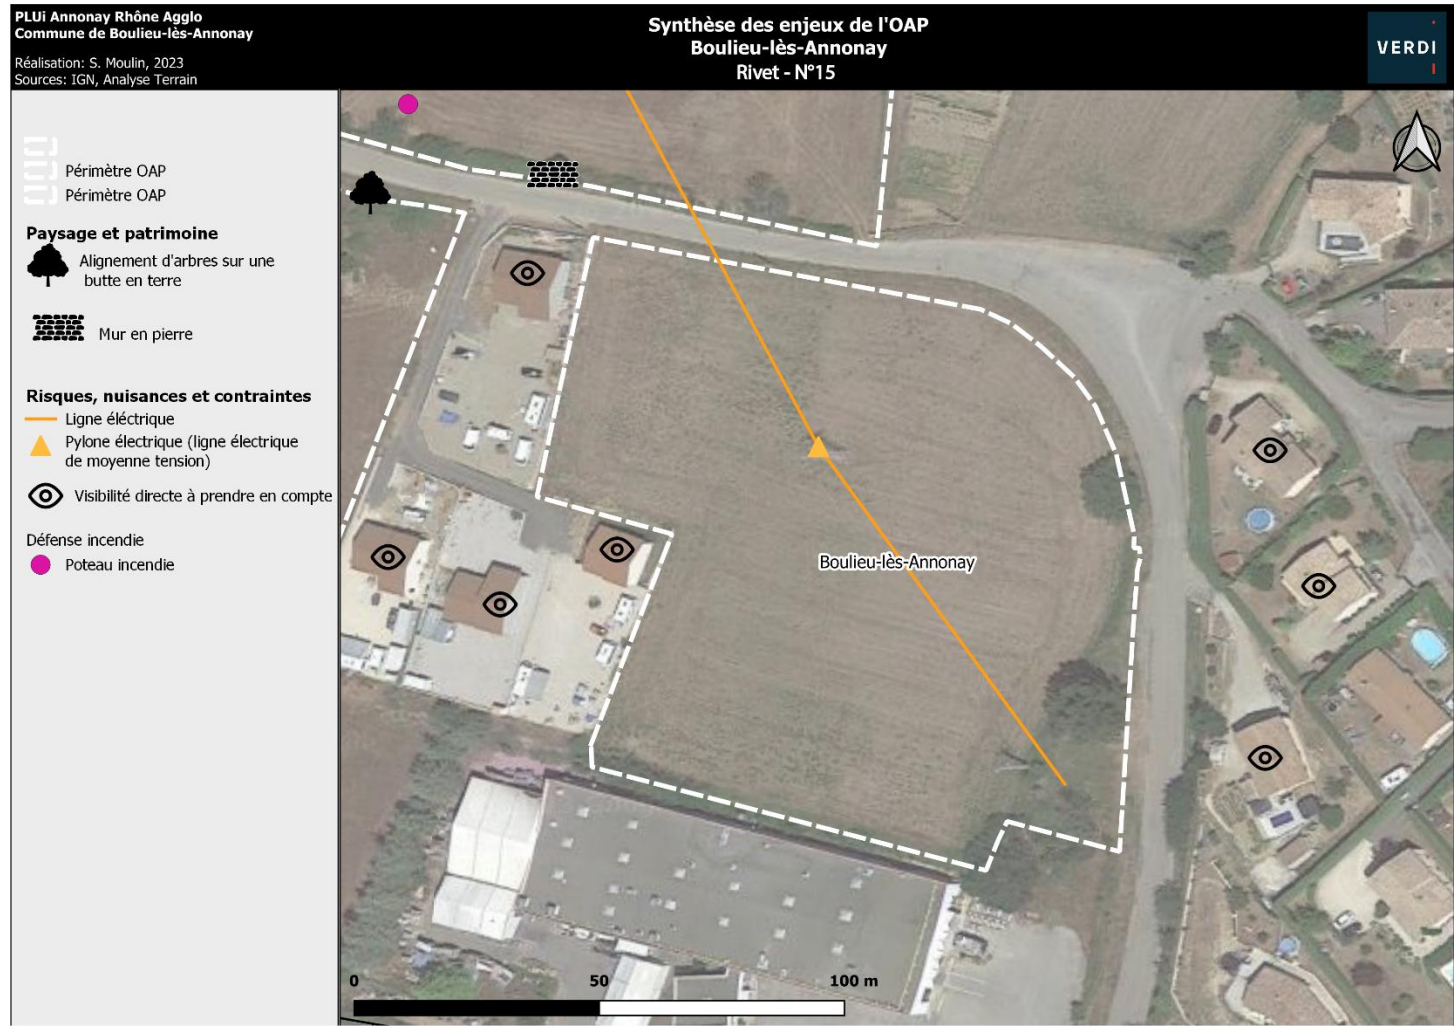 PLUi Annonay Rhône Agglo
Commune de Boulieu-lès-Annonay
Réalisation: S. Moulin, 2023
Sources: IGN, Analyse Terrain
Synthèse des enjeux de l'OAP
Boulieu-lès-Annonay
Rivet - N°15
VERDI
Périmètre OAP
Périmètre OAP
Paysage et patrimoine
Alignement d'arbres sur une
butte en terre
Mur en pierre
Risques, nuisances et contraintes
Ligne éléctrique
Pylone électrique (ligne électrique
de moyenne tension)
Visibilité directe à prendre en compte
Défense incendie
Poteau incendie
Boulieu-lès-Annonay
0 50 100 m